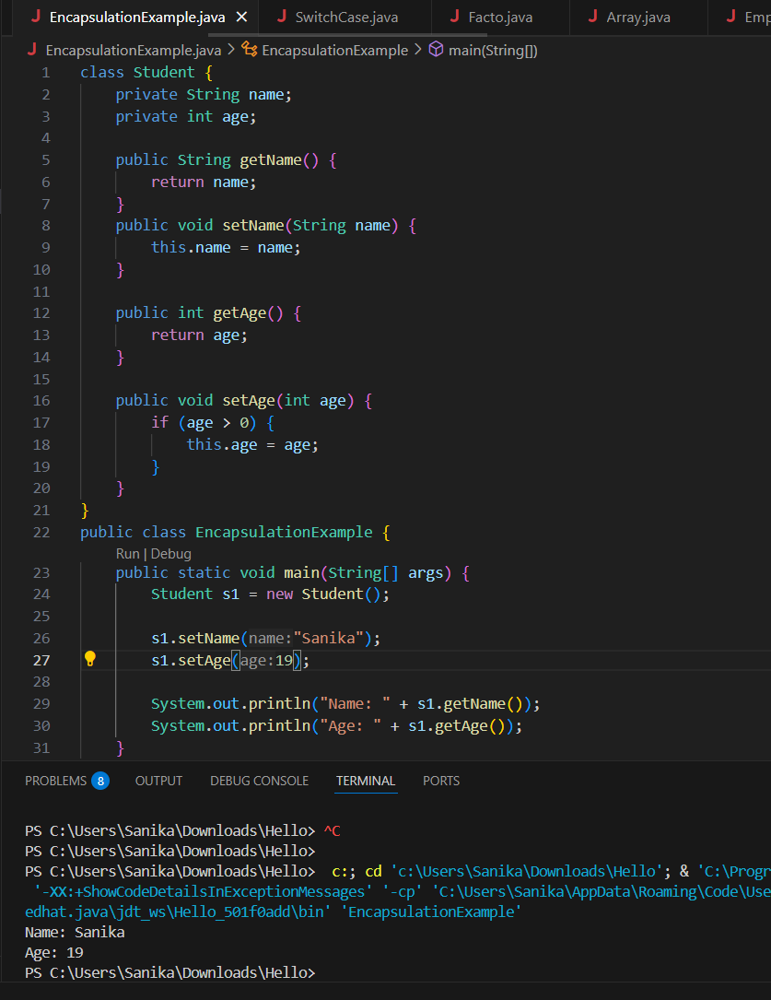 EncapsulationExample.java SwitchCase.java Facto.java Array.java
EncapsulationExample.java > EncapsulationExample > main(String[])
1 class Student {
2     private String name;
3     private int age;
4
5     public String getName() {
6         return name;
7     }
8     public void setName(String name) {
9         this.name = name;
10     }
11
12     public int getAge() {
13         return age;
14     }
15
16     public void setAge(int age) {
17         if (age > 0) {
18             this.age = age;
19         }
20     }
21 }
22 public class EncapsulationExample {
Run | Debug
23     public static void main(String[] args) {
24         Student s1 = new Student();
25
26         s1.setName(name:"Sanika");
27         s1.setAge(age:19);
28
29         System.out.println("Name: " + s1.getName());
30         System.out.println("Age: " + s1.getAge());
31     }
PROBLEMS 8 OUTPUT DEBUG CONSOLE TERMINAL PORTS
PS C:\Users\Sanika\Downloads\Hello> ^C
PS C:\Users\Sanika\Downloads\Hello>
PS C:\Users\Sanika\Downloads\Hello>  c:; cd 'c:\Users\Sanika\Downloads\Hello'; & 'C:\Progr
'-XX:+ShowCodeDetailsInExceptionMessages' '-cp' 'C:\Users\Sanika\AppData\Roaming\Code\Use
edhat.java\jdt_ws\Hello_501f0add\bin' 'EncapsulationExample'
Name: Sanika
Age: 19
PS C:\Users\Sanika\Downloads\Hello>